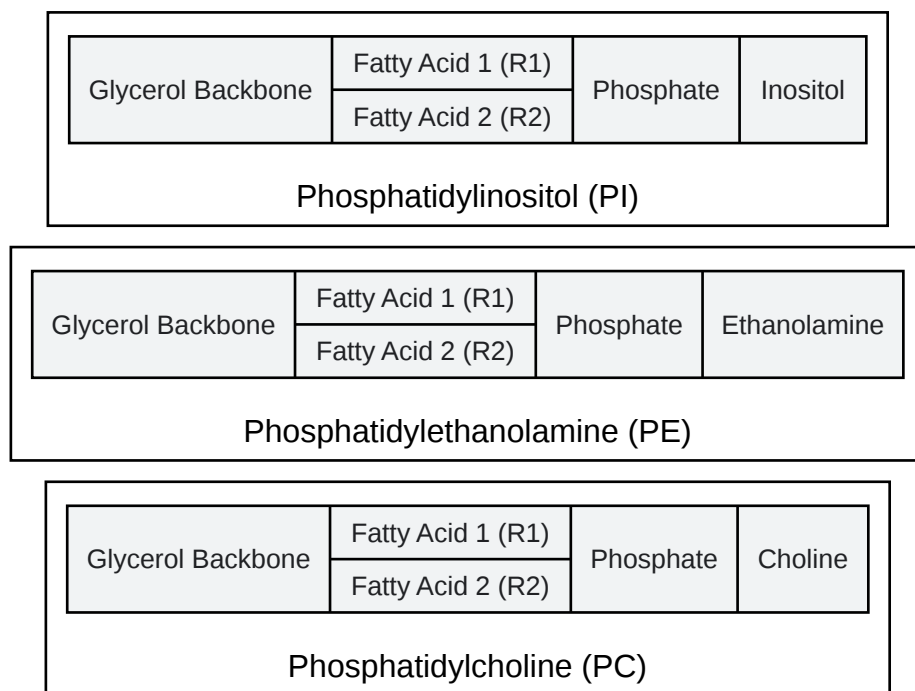 Glycerol Backbone
Fatty Acid 1 (R1)
Fatty Acid 2 (R2)
Phosphate
Inositol
Phosphatidylinositol (PI)
Glycerol Backbone
Fatty Acid 1 (R1)
Fatty Acid 2 (R2)
Phosphate
Ethanolamine
Phosphatidylethanolamine (PE)
Glycerol Backbone
Fatty Acid 1 (R1)
Fatty Acid 2 (R2)
Phosphate
Choline
Phosphatidylcholine (PC)